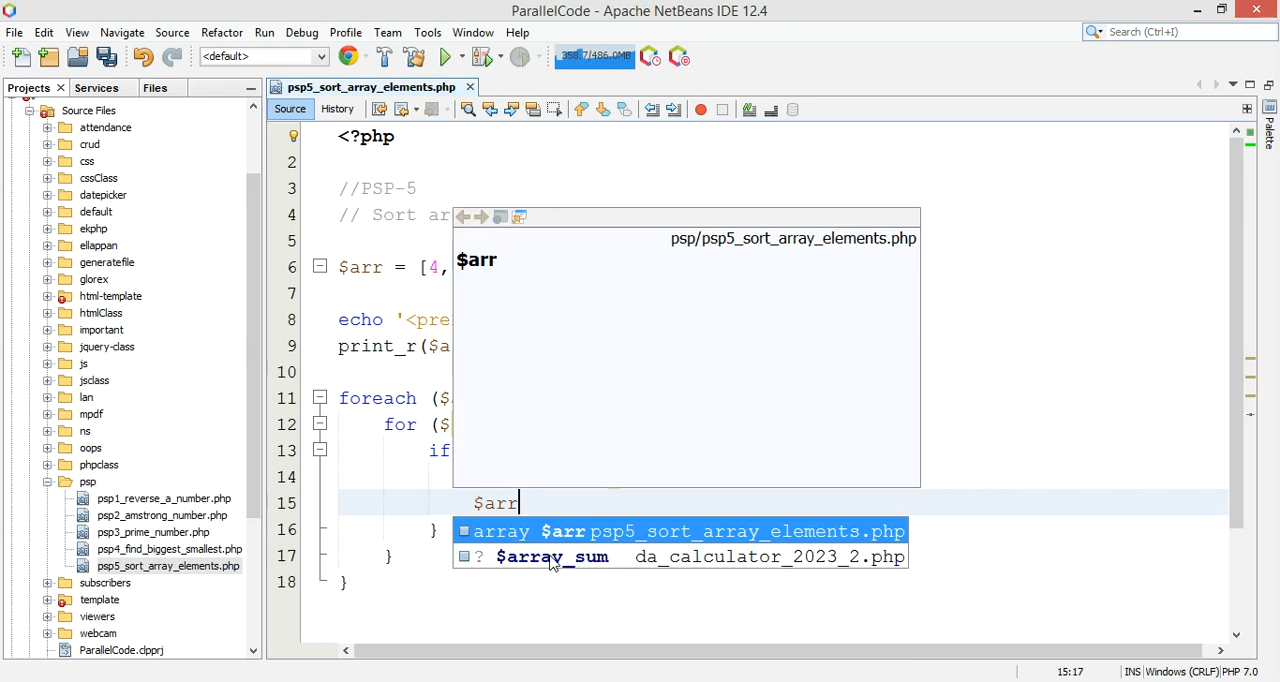 ParallelCode - Apache NetBeans IDE 12.4
File Edit View Navigate Source Refactor Run Debug Profile Team Tools Window Help
Search (Ctrl+I)
<default>
358.7/486.0MB
Projects Services Files
psp5_sort_array_elements.php
Source History
Palette
Source Files
attendance
crud
css
cssClass
datepicker
default
ekphp
ellappan
generatefile
glorex
html-template
htmlClass
important
jquery-class
js
jsclass
lan
mpdf
ns
oops
phpclass
psp
psp1_reverse_a_number.php
psp2_amstrong_number.php
psp3_prime_number.php
psp4_find_biggest_smallest.php
psp5_sort_array_elements.php
subscribers
template
viewers
webcam
ParallelCode.clpprj
<?php
2
3 //PSP-5
4 // Sort ar
5
6 $arr = [4,
7
8 echo '<pre
9 print_r($a
10
11 foreach ($
12 for ($
13 if
14
15 $arr
16 }
17 }
18 }
psp/psp5_sort_array_elements.php
$arr
array $arr psp5_sort_array_elements.php
? $array_sum da_calculator_2023_2.php
15:17 INS Windows (CRLF) PHP 7.0